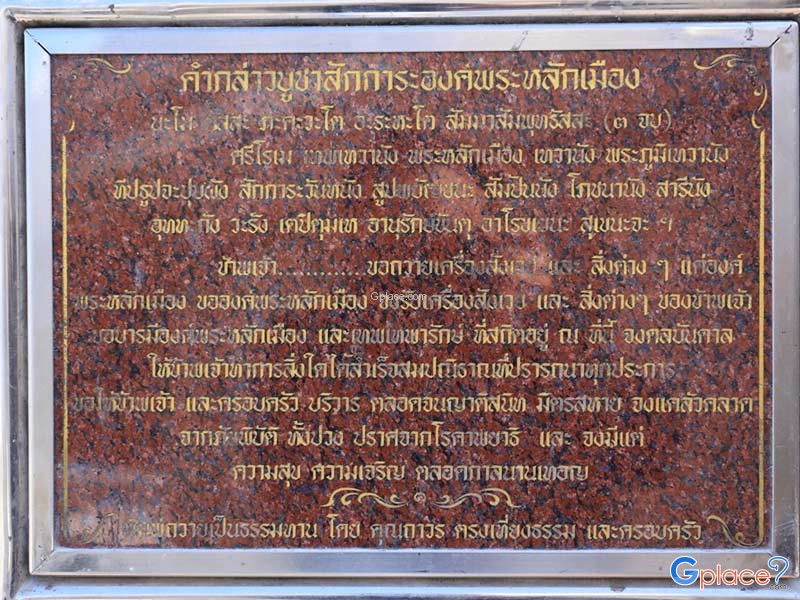 คำกล่าวบูชาสักการะองค์พระหลักเมือง
นะโม ตัสสะ ภะคะวะโต อะระหะโต สัมมาสัมพุทธัสสะ (๓ จบ)
ศรีโรเม เทพเทวานัง พระหลักเมือง เทวานัง พระภูมิเทวานัง
ทีปธูปจะปุบผัง สักการะวันทนัง สูปพยัญชนะ สัมปันนัง โภชนานัง สาลีนัง
อุททะกัง วะรัง เตปิตุมเห อานุรักษ์ขันตุ อาโรขเยนะ สุเขนะจะ ฯ
ข้าพเจ้า.............ขอถวายเครื่องสังเวย และ สิ่งต่าง ๆ แด่องค์
พระหลักเมือง ขอองค์พระหลักเมือง จงรับเครื่องสังเวย และ สิ่งต่างๆ ของข้าพเจ้า
ขอบารมีองค์พระหลักเมือง และเทพเทพารักษ์ ที่สถิตอยู่ ณ ที่นี้ จงดลบันดาล
ให้ข้าพเจ้าทำการสิ่งใดได้สำเร็จสมปณิธานที่ปรารถนาทุกประการ
ขอให้ข้าพเจ้า และครอบครัว บริวาร ตลอดจนญาติสนิท มิตรสหาย จงแคล้วคลาด
จากภัยพิบัติ ทั้งปวง ปราศจากโรคาพยาธิ และ จงมีแต่
ความสุข ความเจริญ ตลอดกาลนานเทอญ
ถวายเป็นธรรมทาน โดย คุณถาวร ตรงเที่ยงธรรม และครอบครัว
Gplace.com
Gplace
.com